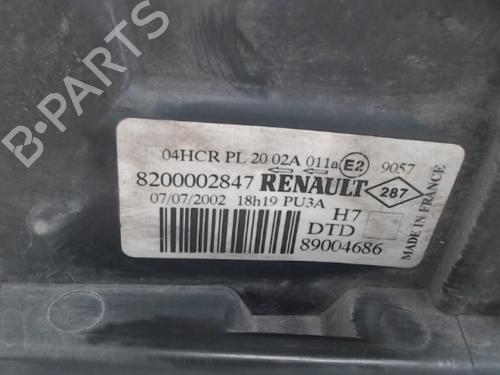 B-PARTS
04HCR PL 20 02A 011a E2 9057
8200002847 RENAULT 287
07/07/2002 18h19 PU3A
H7
DTD
89004686
MADE IN FRANCE